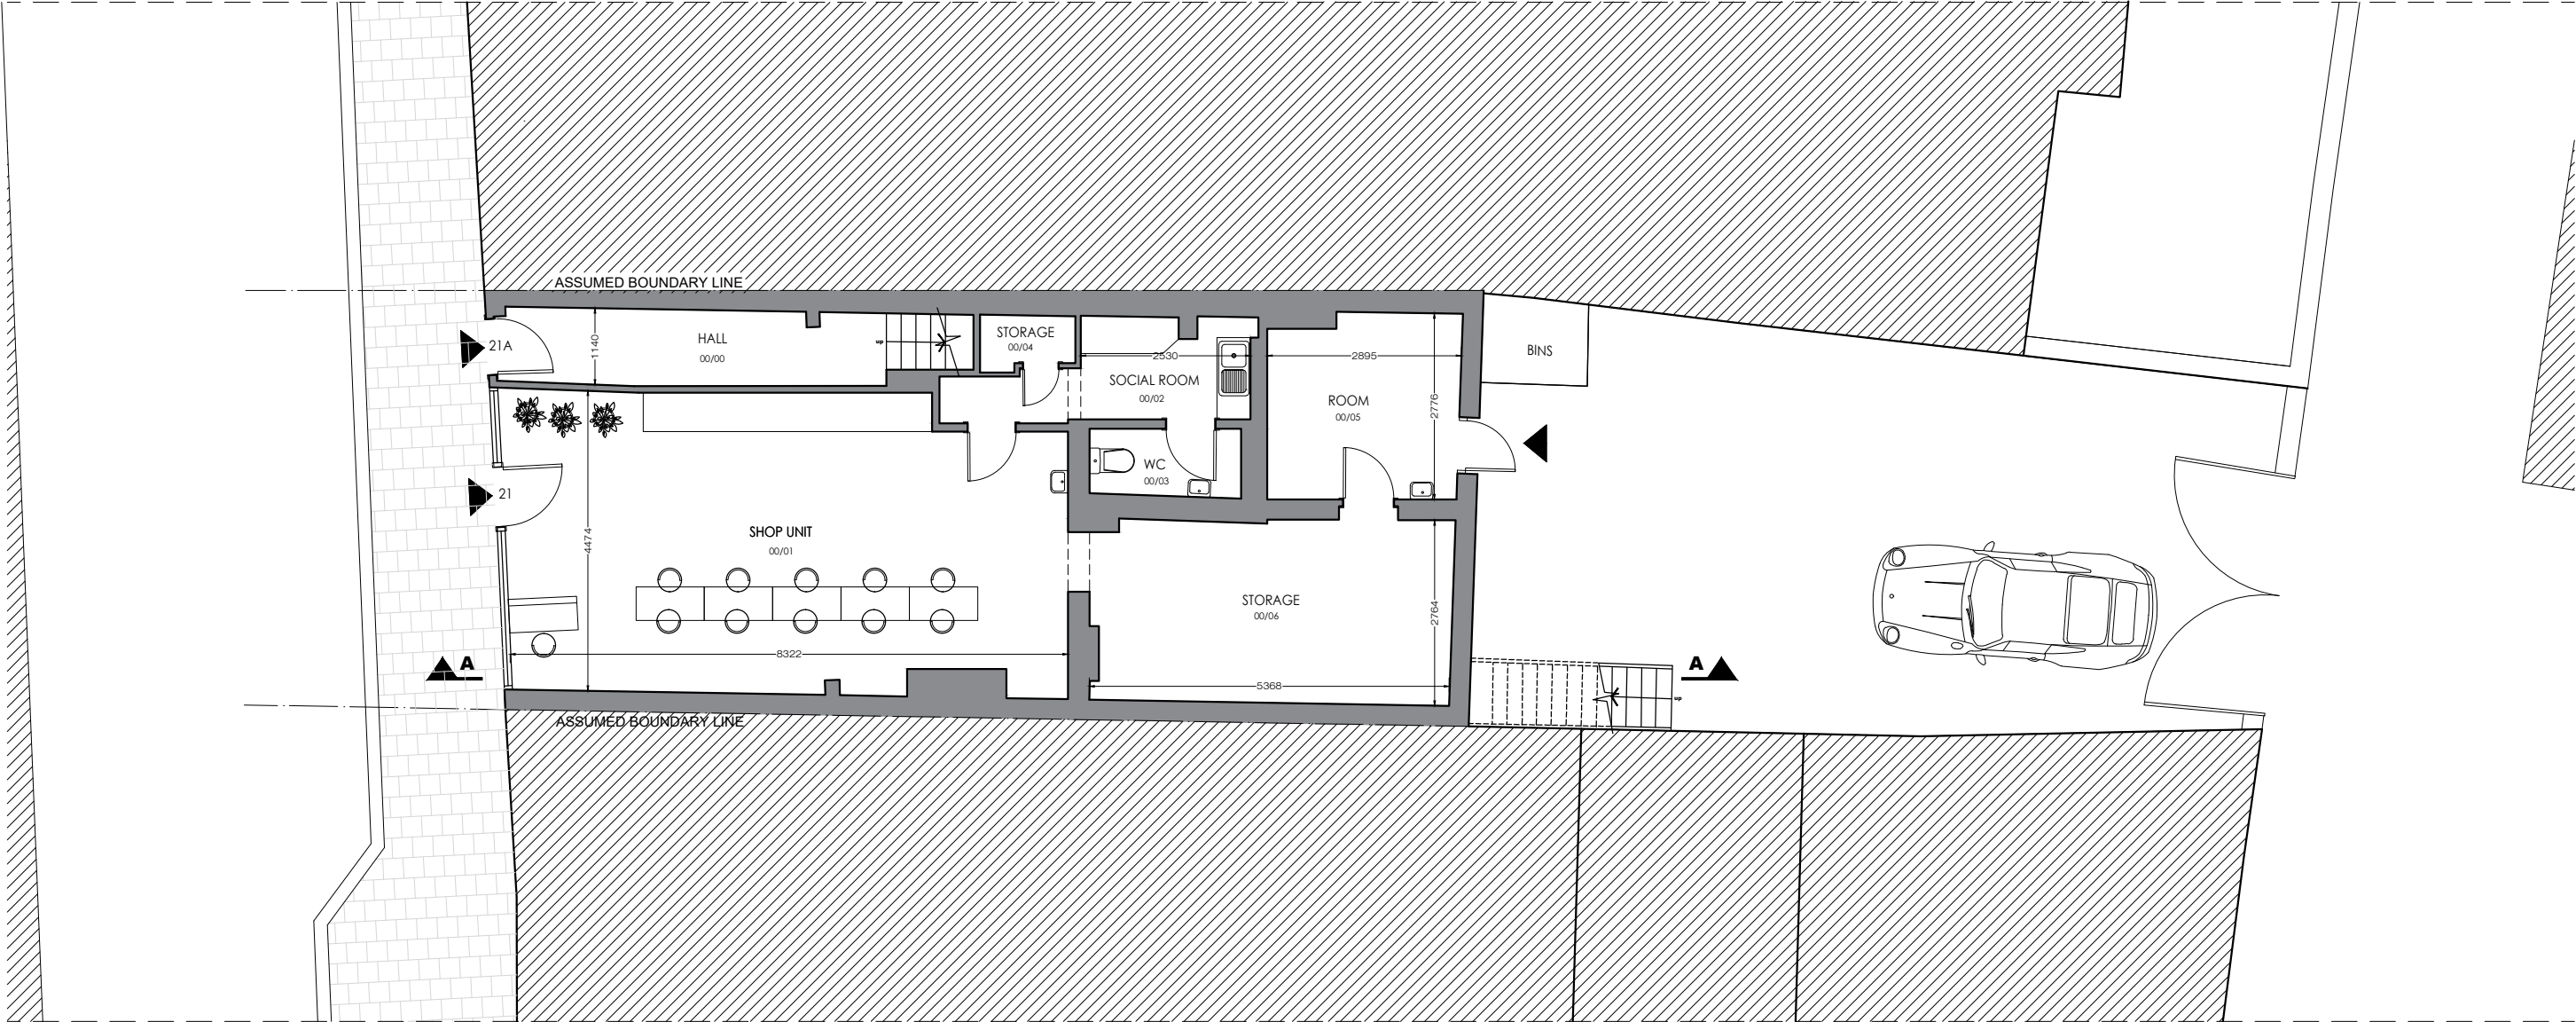 ASSUMED BOUNDARY LINE
21A
HALL
00/00
1140
up
STORAGE
00/04
2530
SOCIAL ROOM
00/02
2895
ROOM
00/05
2776
BINS
WC
00/03
21
4474
SHOP UNIT
00/01
STORAGE
00/06
2764
8322
5368
A
A
up
ASSUMED BOUNDARY LINE